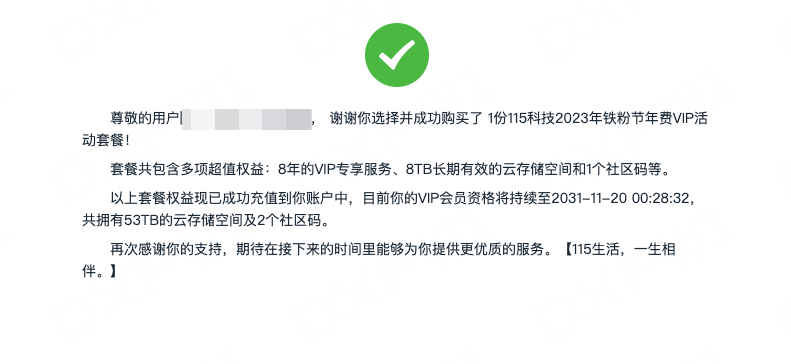 尊敬的用户，谢谢你选择并成功购买了 1份115科技2023年铁粉节年费VIP活
动套餐！
套餐共包含多项超值权益：8年的VIP专享服务、8TB长期有效的云存储空间和1个社区码等。
以上套餐权益现已成功充值到你账户中，目前你的VIP会员资格将持续至2031-11-20 00:28:32，
共拥有53TB的云存储空间及2个社区码。
再次感谢你的支持，期待在接下来的时间里能够为你提供更优质的服务。【115生活，一生相
伴。】